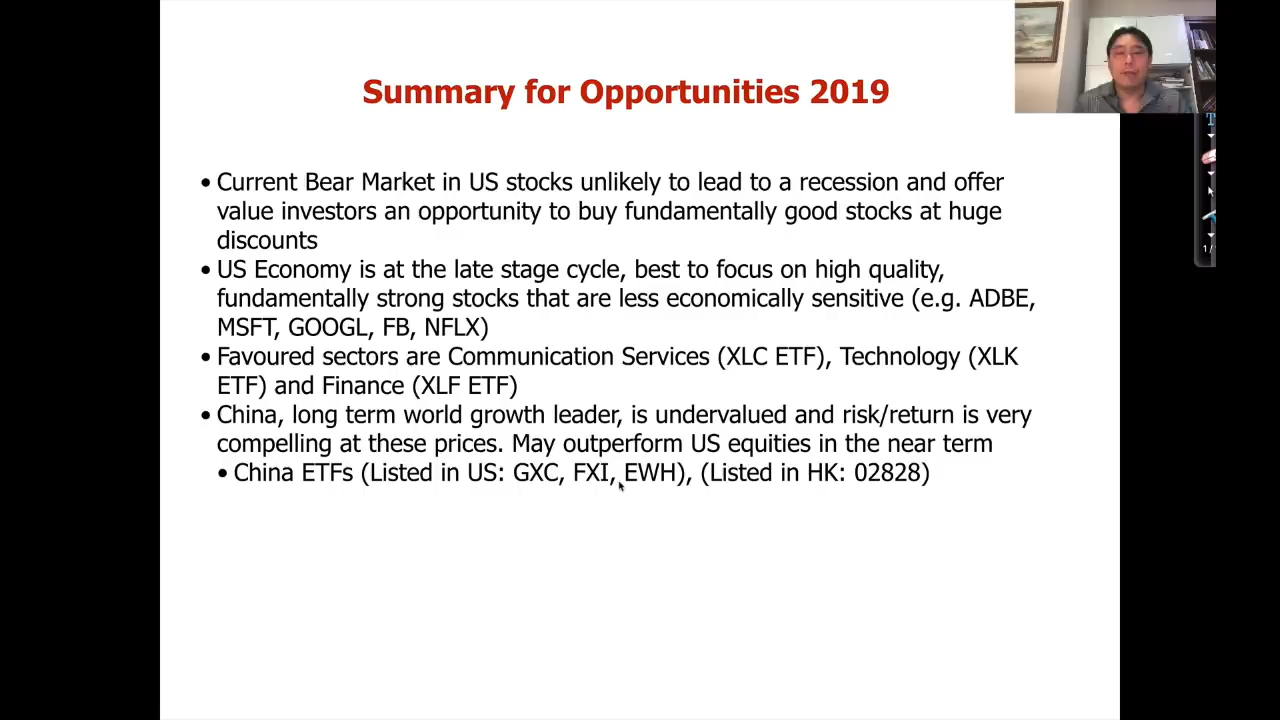 Summary for Opportunities 2019
• Current Bear Market in US stocks unlikely to lead to a recession and offer
value investors an opportunity to buy fundamentally good stocks at huge
discounts
• US Economy is at the late stage cycle, best to focus on high quality,
fundamentally strong stocks that are less economically sensitive (e.g. ADBE,
MSFT, GOOGL, FB, NFLX)
• Favoured sectors are Communication Services (XLC ETF), Technology (XLK
ETF) and Finance (XLF ETF)
• China, long term world growth leader, is undervalued and risk/return is very
compelling at these prices. May outperform US equities in the near term
• China ETFs (Listed in US: GXC, FXI, EWH), (Listed in HK: 02828)